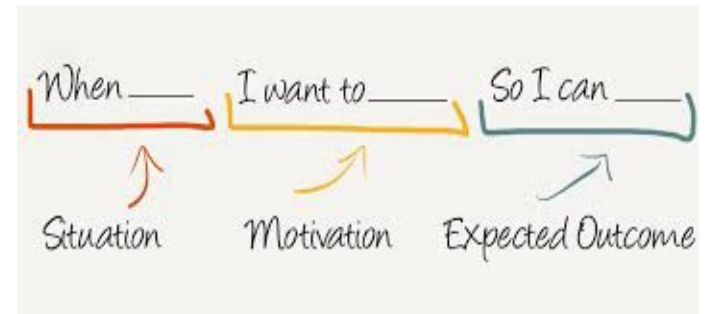 When ____ I want to ____ So I can ____
Situation Motivation Expected Outcome